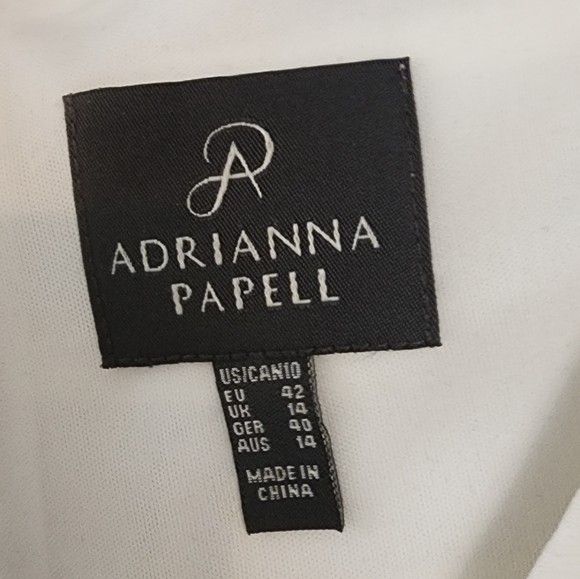 AP
ADRIANNA
PAPELL
US|CAN10
EU 42
UK 14
GER 40
AUS 14
MADE IN
CHINA